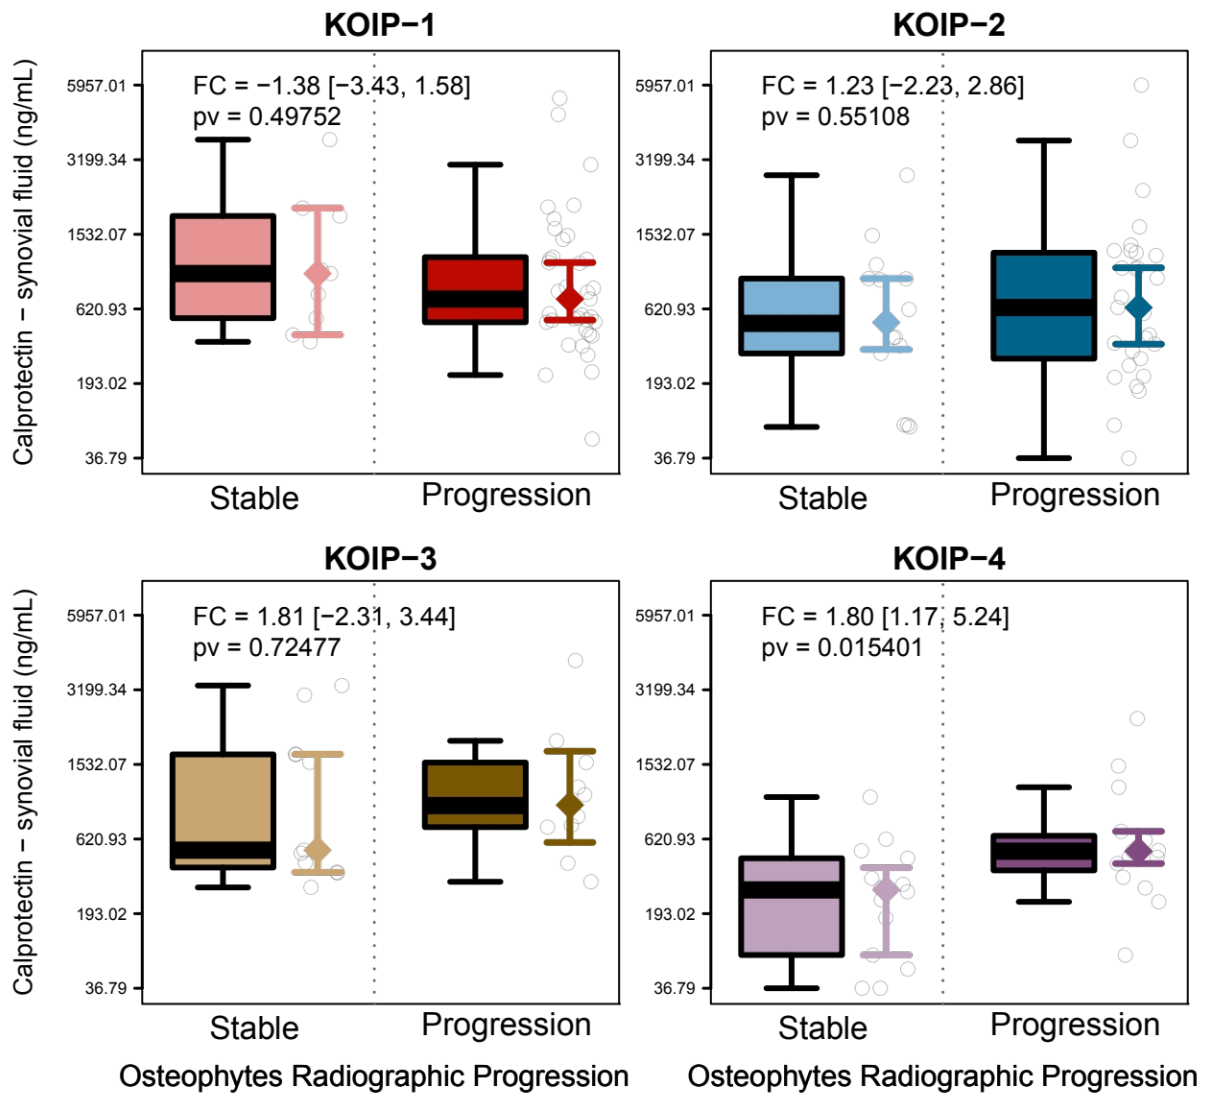 KOIP−1
Calprotectin − synovial fluid (ng/mL)
5957.01
3199.34
1532.07
620.93
193.02
36.79
FC = −1.38 [−3.43, 1.58]
pv = 0.49752
Stable
Progression
KOIP−2
5957.01
3199.34
1532.07
620.93
193.02
36.79
FC = 1.23 [−2.23, 2.86]
pv = 0.55108
Stable
Progression
KOIP−3
Calprotectin − synovial fluid (ng/mL)
5957.01
3199.34
1532.07
620.93
193.02
36.79
FC = 1.81 [−2.31, 3.44]
pv = 0.72477
Stable
Progression
Osteophytes Radiographic Progression
KOIP−4
5957.01
3199.34
1532.07
620.93
193.02
36.79
FC = 1.80 [1.17, 5.24]
pv = 0.015401
Stable
Progression
Osteophytes Radiographic Progression